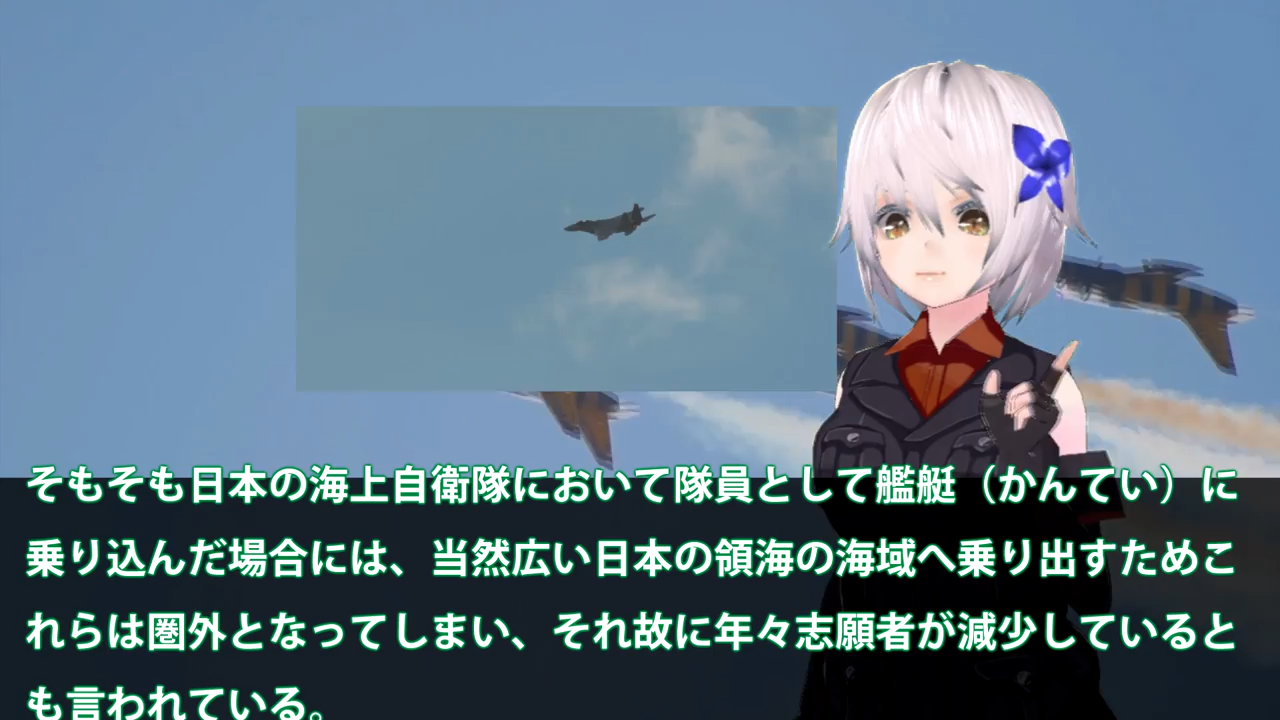 そもそも日本の海上自衛隊において隊員として艦艇（かんてい）に
乗り込んだ場合には、当然広い日本の領海の海域へ乗り出すためこ
れらは圏外となってしまい、それ故に年々志願者が減少していると
も言われている。